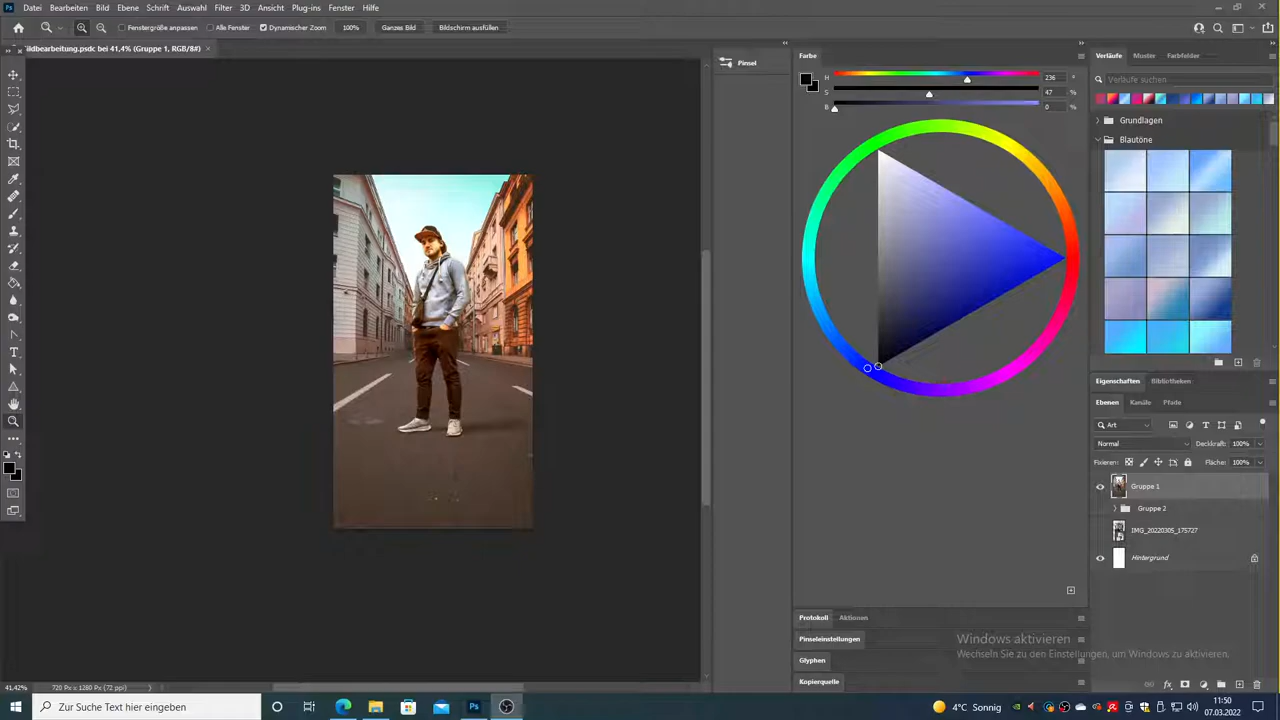 Datei Bearbeiten Bild Ebene Schrift Auswählen Filter 3D Ansicht Plug-ins Fenster Hilfe
Fenstergröße anpassen Alle Fenster Dynamischer Zoom 100% Ganzes Bild Bildschirm ausfüllen
ildbearbeitung.psdc bei 41,4% (Gruppe 1, RGB/8#)
Pinsel
Farbe
H 236 °
S 47 %
B 0 %
Verläufe Muster Farbfelder
Verläufe suchen
Grundlagen
Blautöne
Eigenschaften Bibliotheken
Ebenen Kanäle Pfade
Art
Normal Deckkraft: 100%
Fixieren: Fläche: 100%
Gruppe 1
Gruppe 2
IMG_20220305_175727
Hintergrund
Protokoll Aktionen
Pinseleinstellungen
Glyphen
Kopierquelle
Windows aktivieren
Wechseln Sie zu den Einstellungen, um Windows zu aktivieren.
41,42% 720 Px x 1280 Px (72 ppi)
Zur Suche Text hier eingeben
4°C Sonnig
11:50
07.03.2022